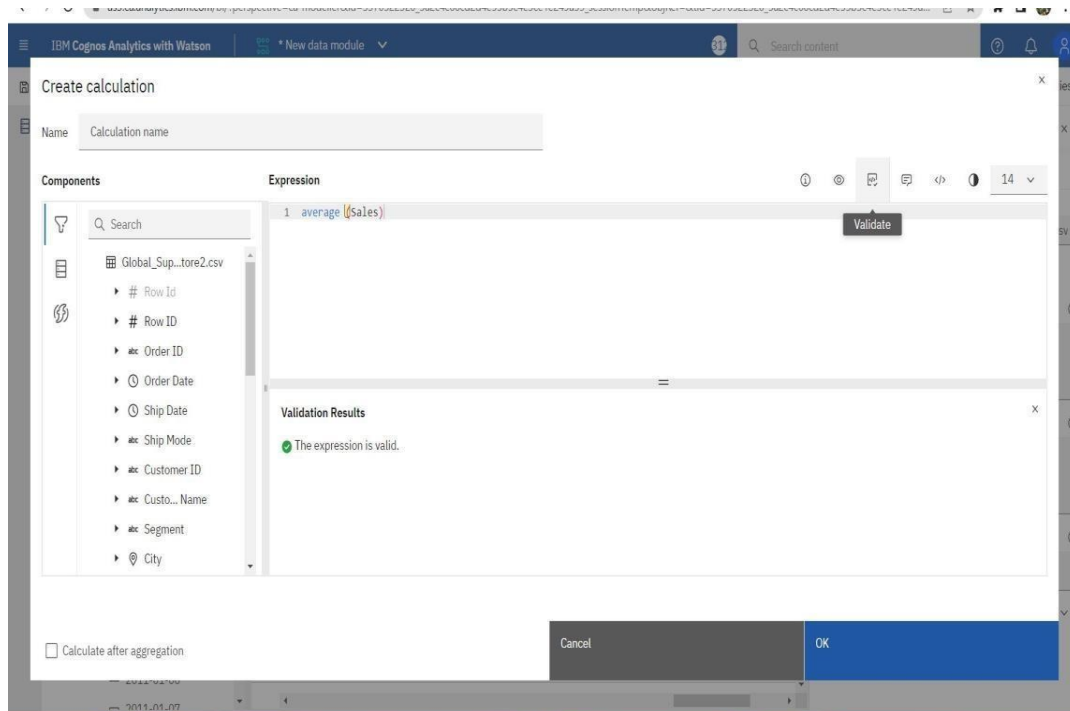 IBM Cognos Analytics with Watson
* New data module
Search content
Create calculation
x
Name
Calculation name
Components
Expression
14
Search
1 average (Sales)
Validate
Global_Sup...tore2.csv
# Row Id
# Row ID
abc Order ID
Order Date
Ship Date
abc Ship Mode
abc Customer ID
abc Custo... Name
abc Segment
City
Validation Results
x
The expression is valid.
Calculate after aggregation
Cancel
OK
2011-01-07